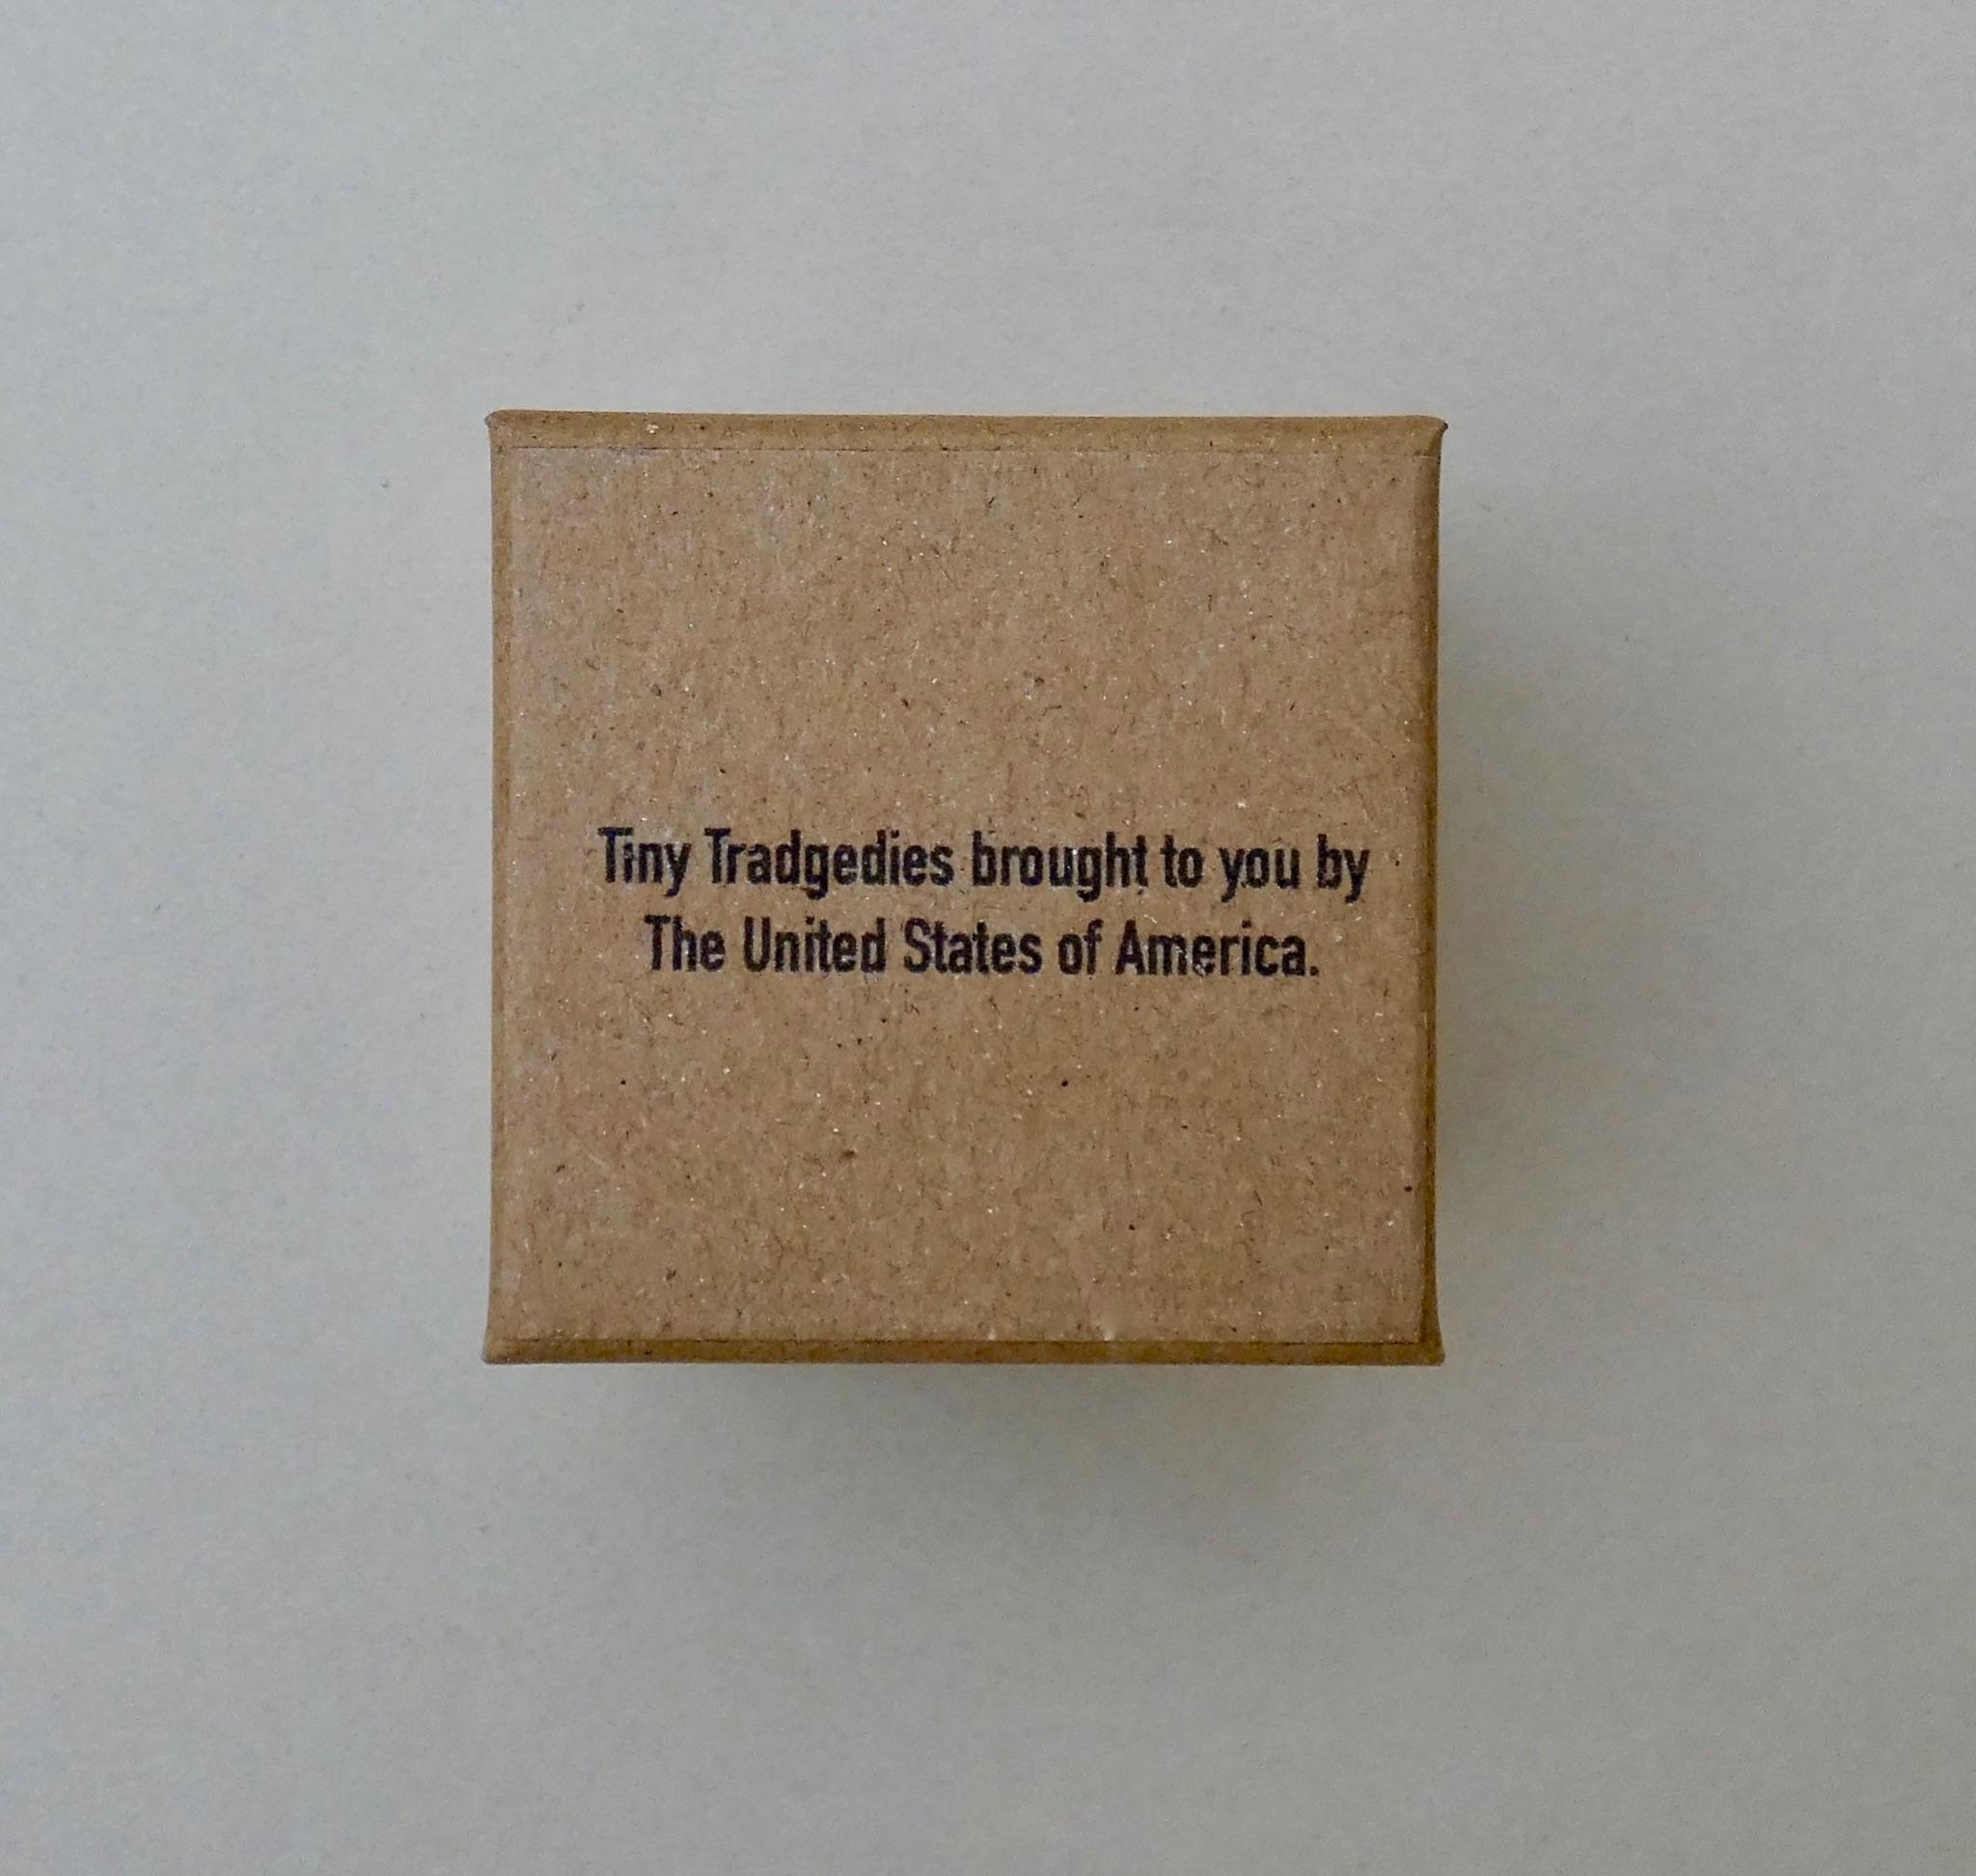 Tiny Tradgedies brought to you by
The United States of America.